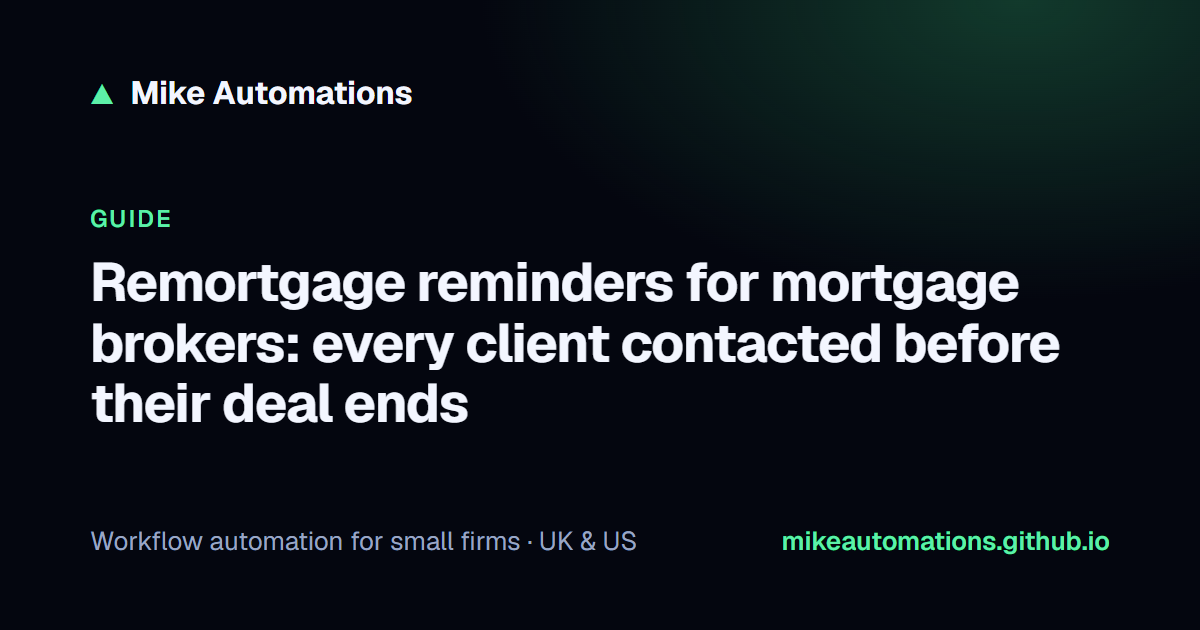 Mike Automations
GUIDE
Remortgage reminders for mortgage
brokers: every client contacted before
their deal ends
Workflow automation for small firms · UK & US
mikeautomations.github.io